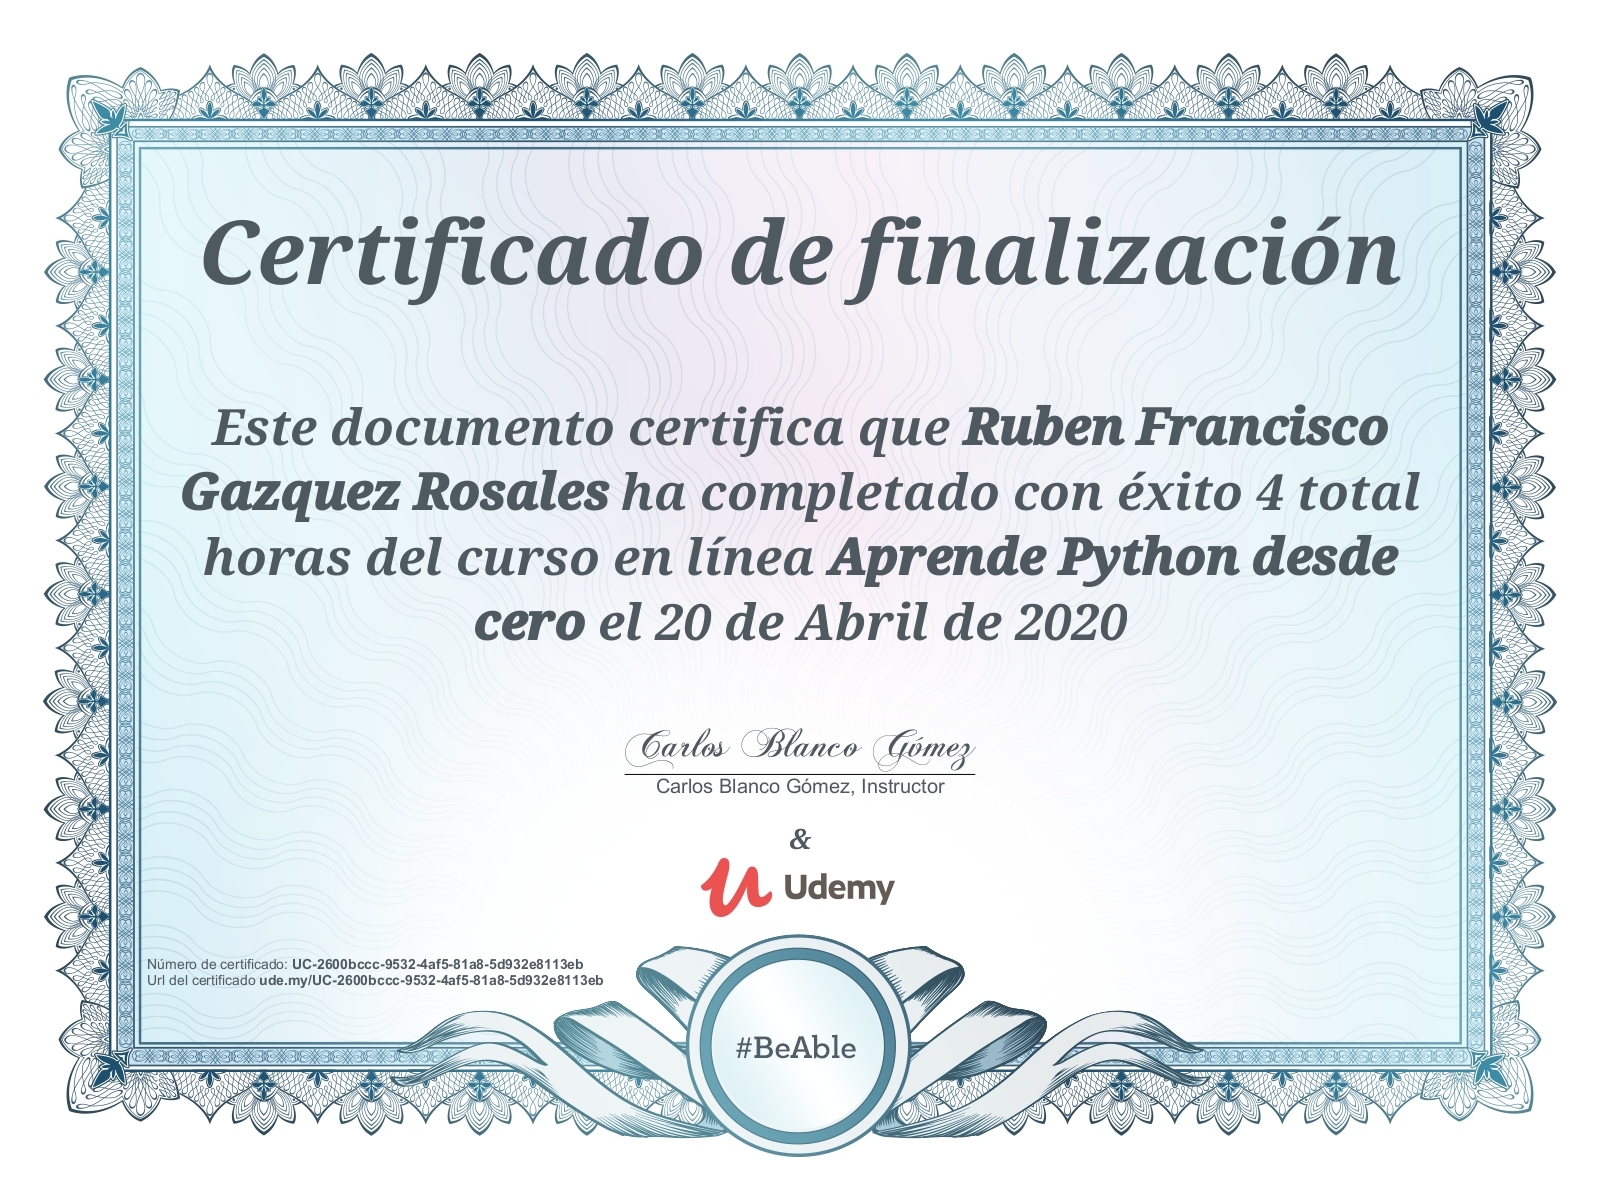 Certificado de finalización
Este documento certifica que Ruben Francisco
Gazquez Rosales ha completado con éxito 4 total
horas del curso en línea Aprende Python desde
cero el 20 de Abril de 2020
Carlos Blanco Gómez
Carlos Blanco Gómez, Instructor
&
Udemy
Número de certificado: UC-2600bccc-9532-4af5-81a8-5d932e8113eb
Url del certificado ude.my/UC-2600bccc-9532-4af5-81a8-5d932e8113eb
#BeAble